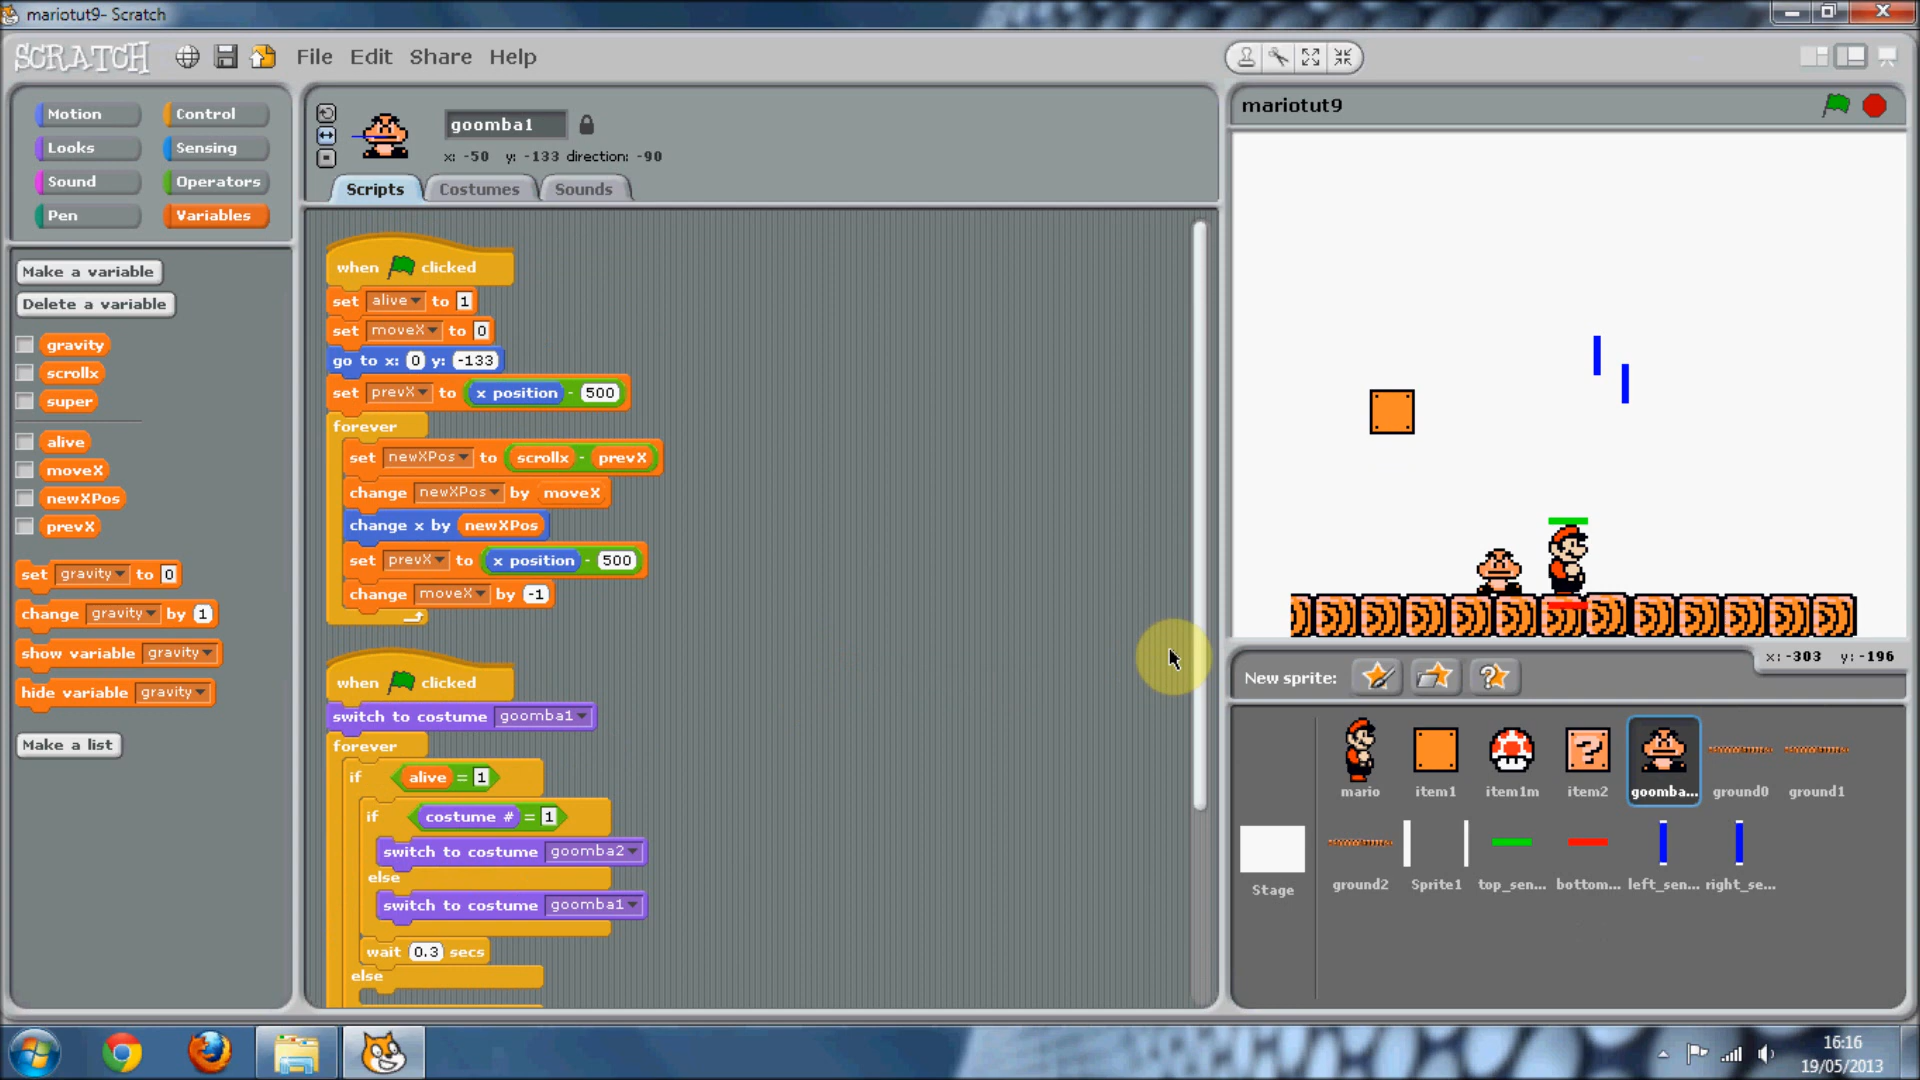 mariotut9- Scratch
SCRATCH File Edit Share Help
Motion Control
Looks Sensing
Sound Operators
Pen Variables
Make a variable
Delete a variable
gravity
scrollx
super
alive
moveX
newXPos
prevX
set gravity to 0
change gravity by 1
show variable gravity
hide variable gravity
Make a list
goomba1
x: -50 y: -133 direction: -90
Scripts Costumes Sounds
when clicked
set alive to 1
set moveX to 0
go to x: 0 y: -133
set prevX to x position - 500
forever
set newXPos to scrollx - prevX
change newXPos by moveX
change x by newXPos
set prevX to x position - 500
change moveX by -1
when clicked
switch to costume goomba1
forever
if alive = 1
if costume # = 1
switch to costume goomba2
else
switch to costume goomba1
wait 0.3 secs
else
mariotut9
x: -303 y: -196
New sprite:
mario item1 item1m item2 goomba... ground0 ground1
ground2 Sprite1 top_sen... bottom... left_sen... right_se...
Stage
16:16
19/05/2013